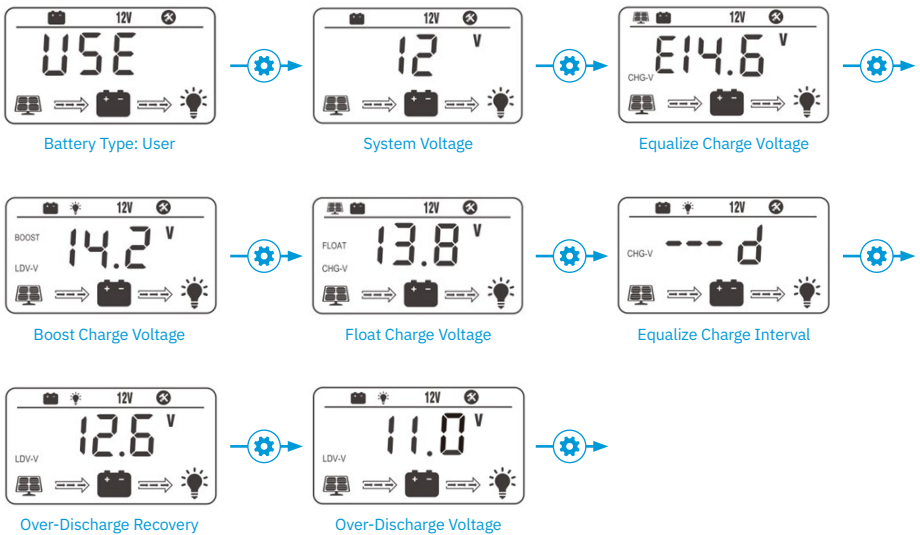 12V
USE
Battery Type: User
12V
12 V
System Voltage
12V
E14.6 V
CHG-V
Equalize Charge Voltage
12V
BOOST
14.2 V
LDV-V
Boost Charge Voltage
12V
FLOAT
13.8 V
CHG-V
Float Charge Voltage
12V
CHG-V
--- d
Equalize Charge Interval
12V
12.6 V
LDV-V
Over-Discharge Recovery
12V
11.0 V
LDV-V
Over-Discharge Voltage